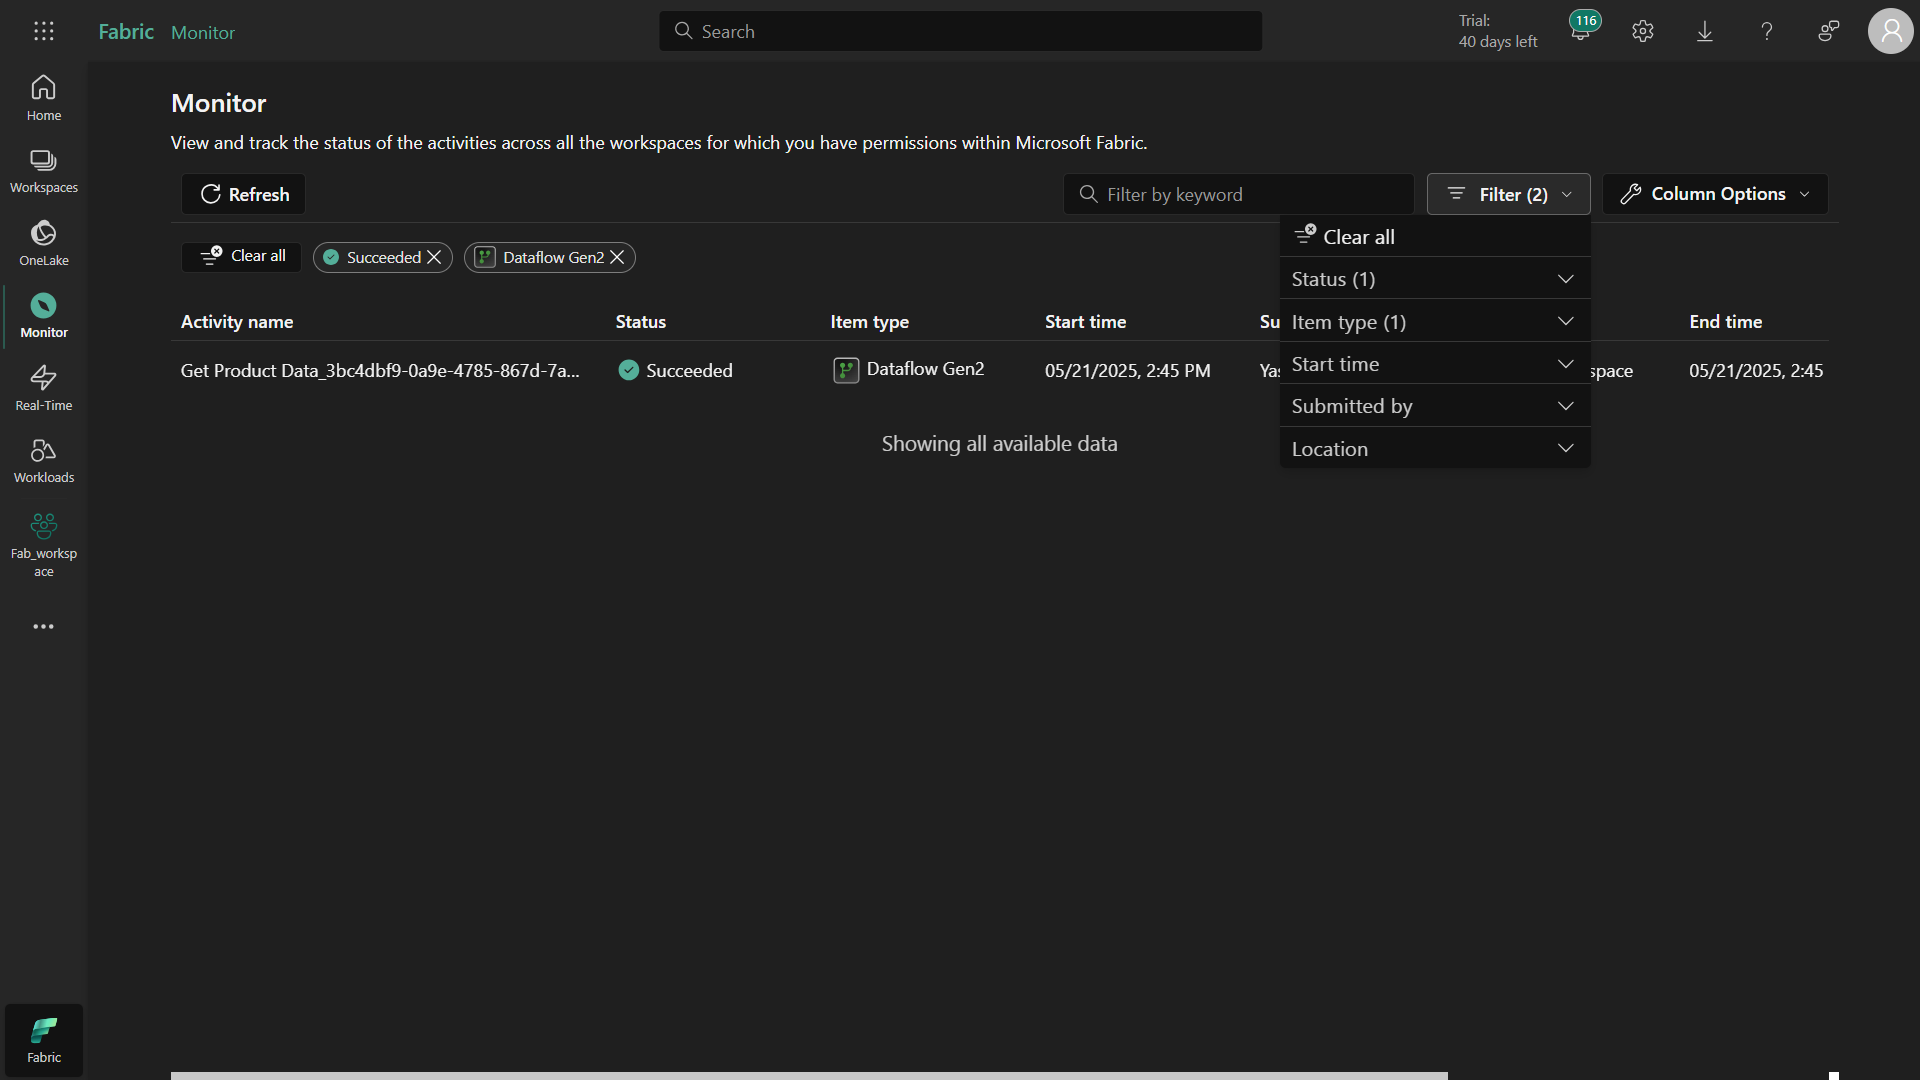 Fabric Monitor
Search
Trial:
40 days left
116
Home
Workspaces
OneLake
Monitor
Real-Time
Workloads
Fab_worksp
ace
Fabric
Monitor
View and track the status of the activities across all the workspaces for which you have permissions within Microsoft Fabric.
Refresh
Filter by keyword
Filter (2)
Column Options
Clear all
Succeeded
Dataflow Gen2
Clear all
Status (1)
Item type (1)
Start time
Submitted by
Location
Activity name Status Item type Start time Su End time
Get Product Data_3bc4dbf9-0a9e-4785-867d-7a... Succeeded Dataflow Gen2 05/21/2025, 2:45 PM Yas space 05/21/2025, 2:45
Showing all available data